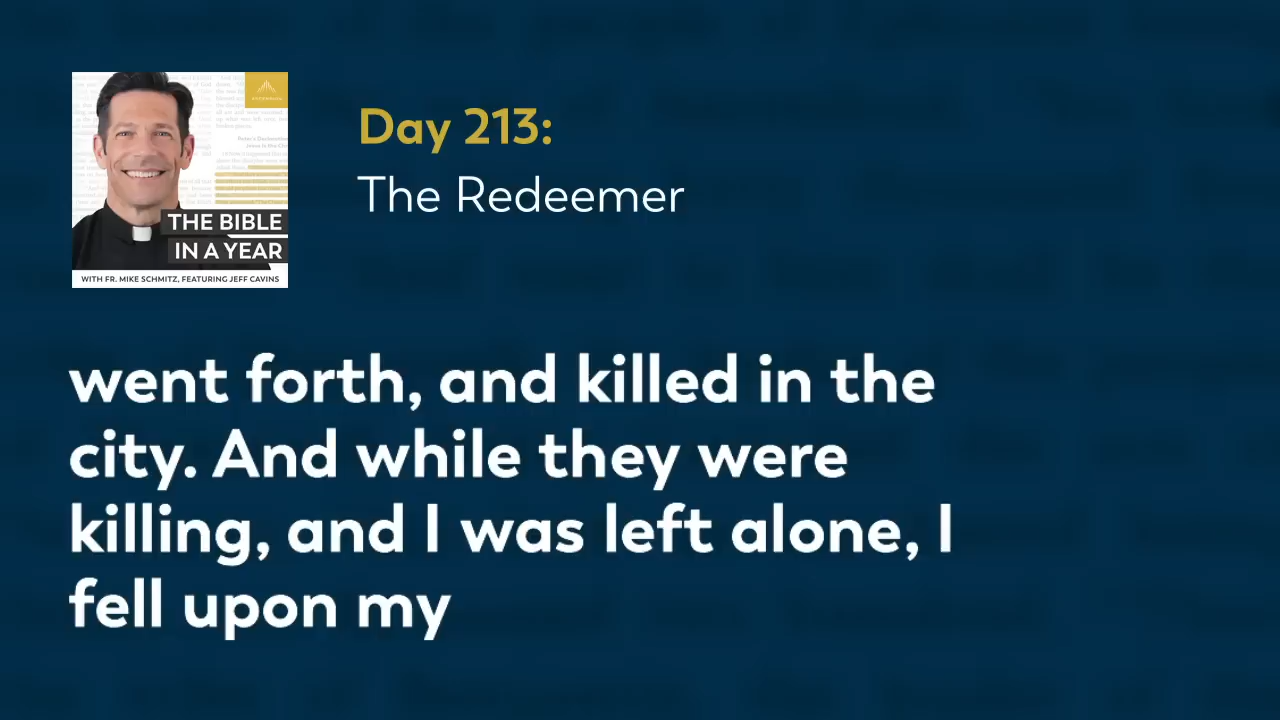 Day 213:
The Redeemer
THE BIBLE
IN A YEAR
WITH FR. MIKE SCHMITZ, FEATURING JEFF CAVINS
went forth, and killed in the
city. And while they were
killing, and I was left alone, I
fell upon my